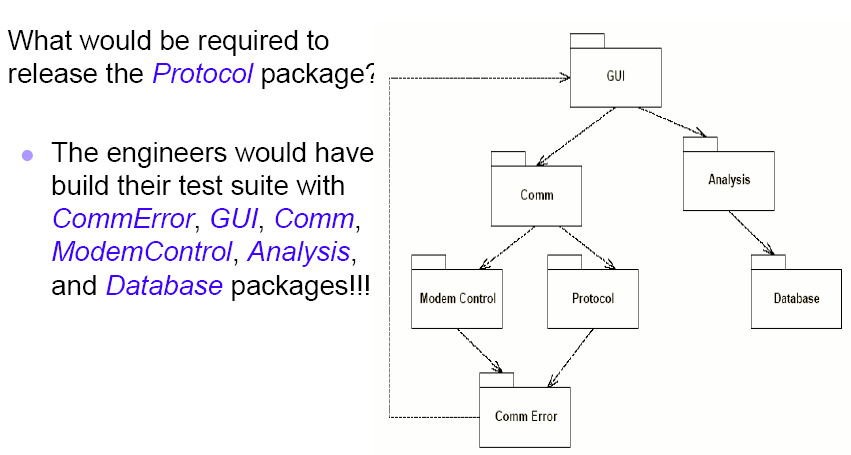 What would be required to
release the Protocol package?
The engineers would have
build their test suite with
CommError, GUI, Comm,
ModemControl, Analysis,
and Database packages!!!
GUI
Comm
Analysis
Modem Control
Protocol
Database
Comm Error